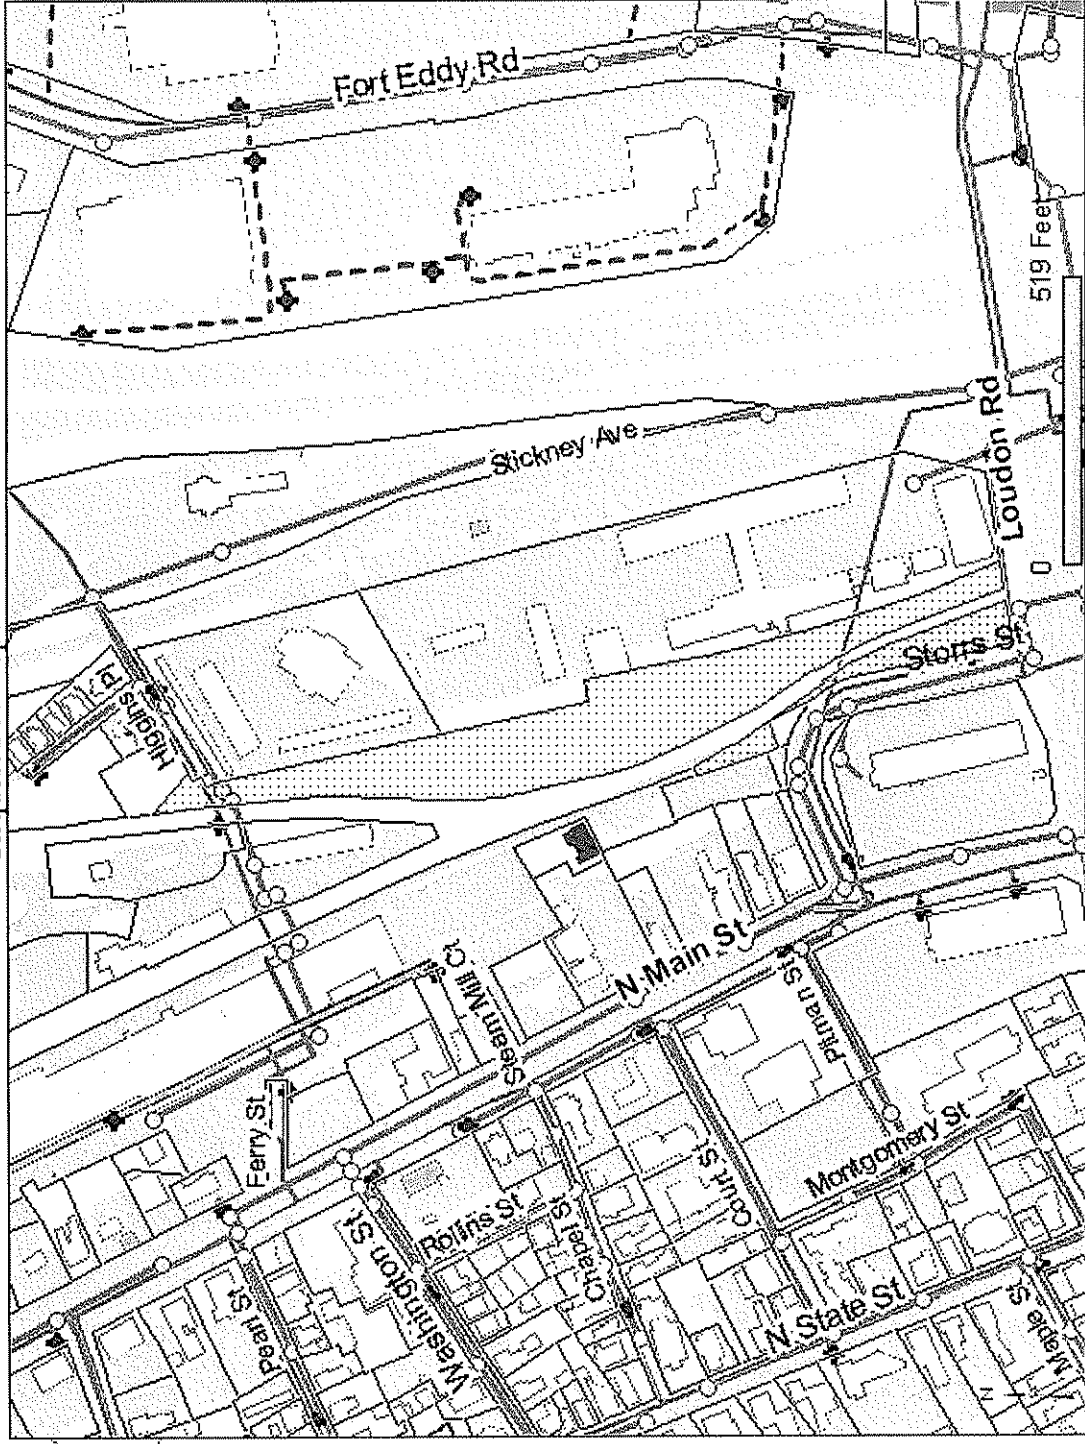 Fort Eddy Rd
Stickney Ave
519 Feet
0
Loudon Rd
Higgins Pl
Storrs St
N Main St
Steam Mill Ct
Ferry St
Pitman St
Montgomery St
Court St
Chapel St
Rollins St
Washington St
Pearl St
N State St
Maple St
N